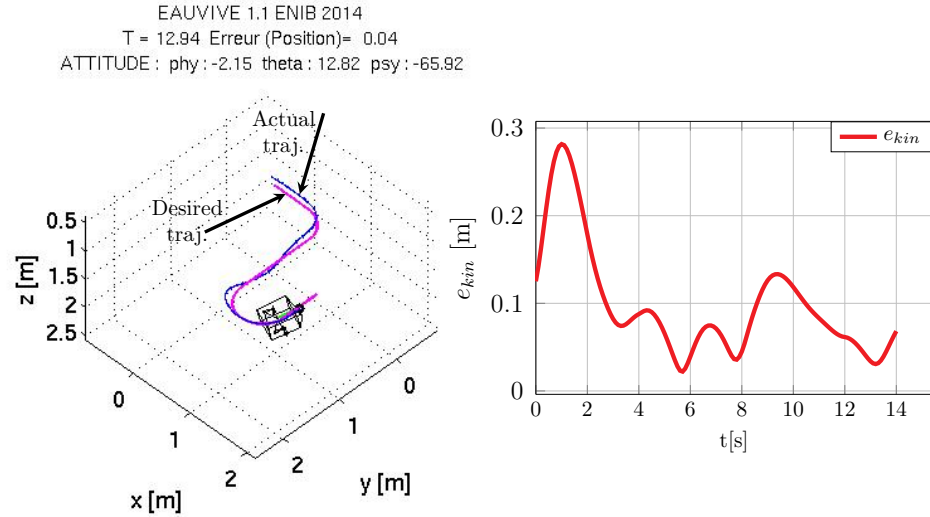 EAUVIVE 1.1 ENIB 2014
T = 12.94 Erreur (Position)= 0.04
ATTITUDE : phy : -2.15 theta : 12.82 psy : -65.92
Actual
traj.
Desired
traj.
0.5
1
1.5
2
2.5
z [m]
0
1
2
x [m]
0
1
2
y [m]
e_kin
0.3
0.2
0.1
0
e_kin [m]
0 2 4 6 8 10 12 14
t[s]